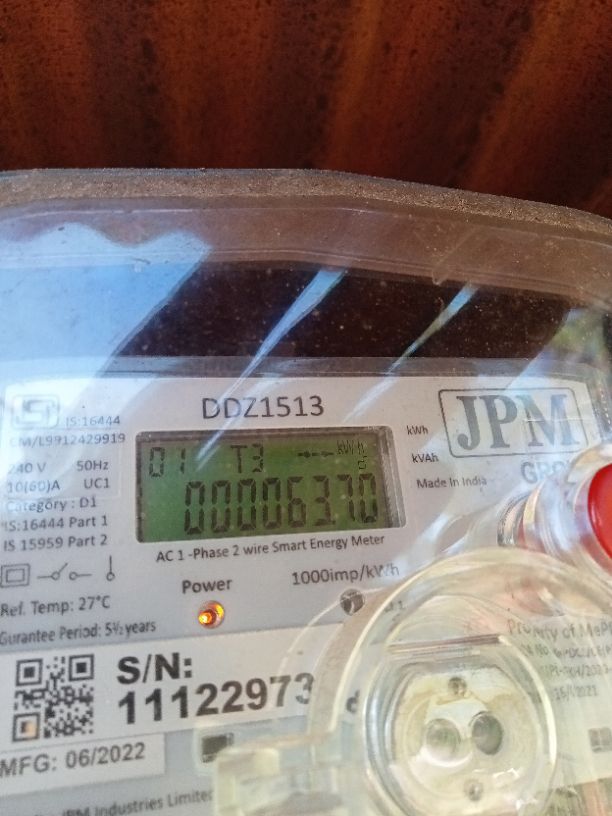 DDZ1513
JPM
IS:16444
CM/L9912429919
kWh
kVAh
Made In India
240 V 50Hz
10(60)A UC1
Category : D1
IS:16444 Part 1
IS 15959 Part 2
01 T3 kWh
00006370
AC 1 -Phase 2 wire Smart Energy Meter
Power
1000imp/kWh
Ref. Temp: 27°C
Gurantee Period: 5½ years
S/N:
11122973
MFG: 06/2022
JPM Industries Limited